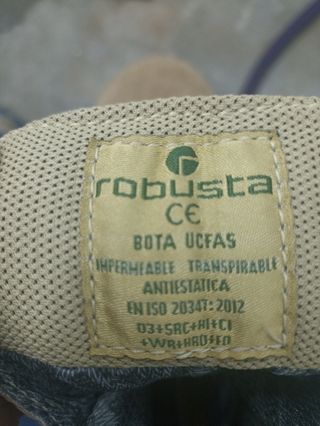 robusta
CE
BOTA UCFAS
IMPERMEABLE TRANSPIRABLE
ANTIESTATICA
EN ISO 20347:2012
O3+SRC+HI+CI
+WR+HRO+FO